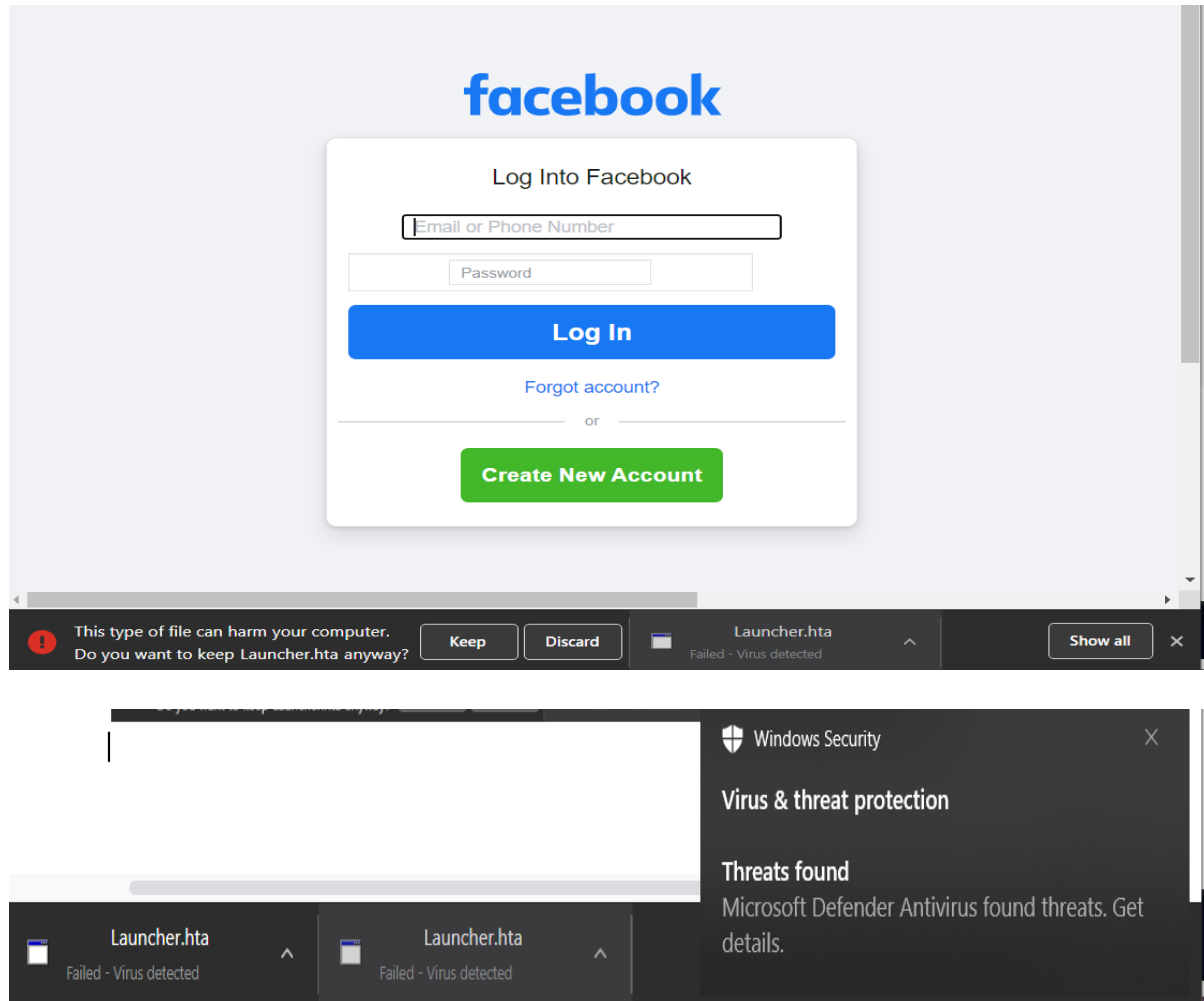 facebook
Log Into Facebook
Email or Phone Number
Password
Log In
Forgot account?
or
Create New Account
This type of file can harm your computer.
Do you want to keep Launcher.hta anyway?
Keep
Discard
Launcher.hta
Failed - Virus detected
Show all
Windows Security
Virus & threat protection
Threats found
Microsoft Defender Antivirus found threats. Get
details.
Launcher.hta
Failed - Virus detected
Launcher.hta
Failed - Virus detected